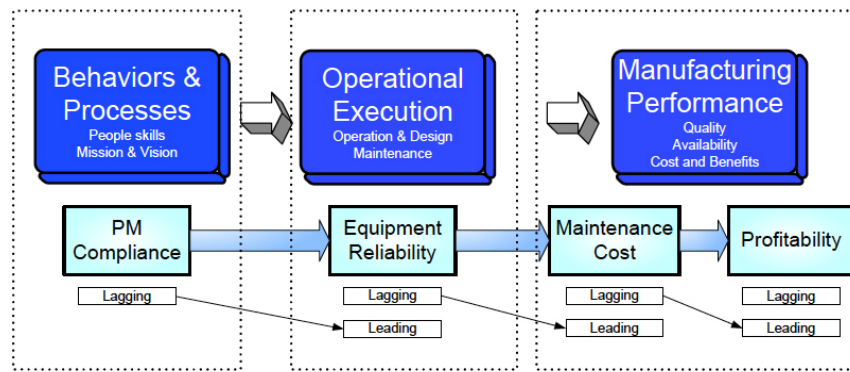 Behaviors &
Processes
People skills
Mission & Vision
Operational
Execution
Operation & Design
Maintenance
Manufacturing
Performance
Quality
Availability
Cost and Benefits
PM
Compliance
Equipment
Reliability
Maintenance
Cost
Profitability
Lagging
Lagging
Lagging
Lagging
Leading
Leading
Leading